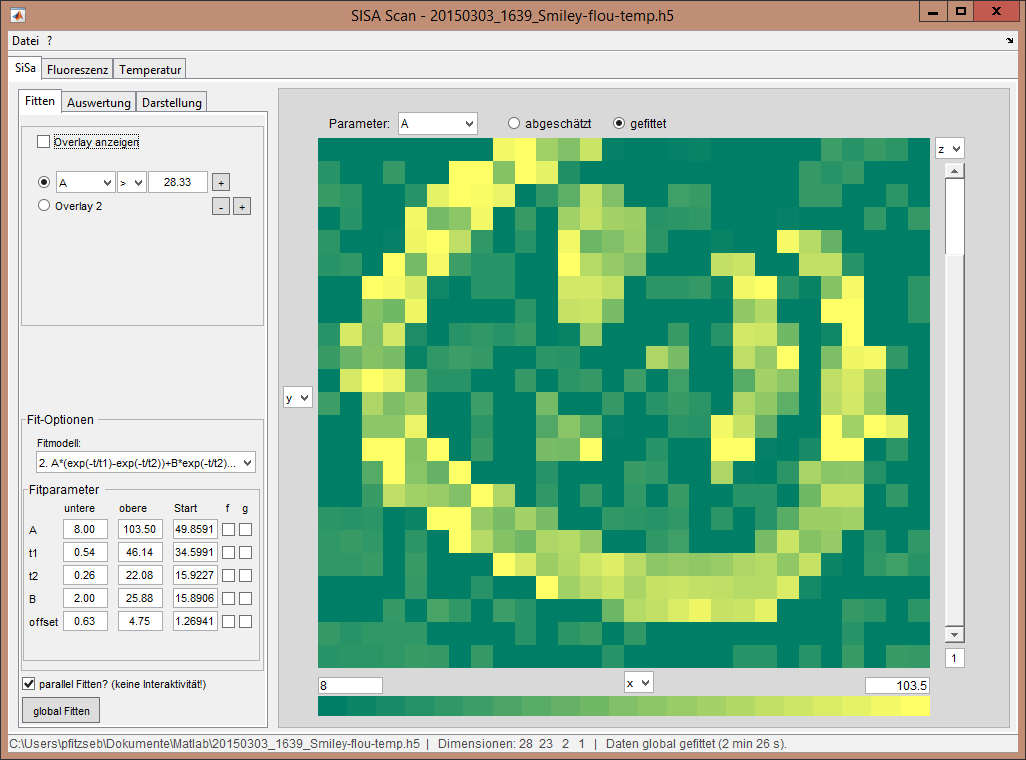 SISA Scan - 20150303_1639_Smiley-flou-temp.h5
Datei ?
SiSa Fluoreszenz Temperatur
Fitten Auswertung Darstellung
Parameter: A abgeschätzt gefittet
Overlay anzeigen
z
A > 28.33 +
Overlay 2 - +
y
Fit-Optionen
Fitmodell:
2. A*(exp(-t/t1)-exp(-t/t2))+B*exp(-t/t2)...
Fitparameter
untere obere Start f g
A 8.00 103.50 49.8591
t1 0.54 46.14 34.5991
t2 0.26 22.08 15.9227
B 2.00 25.88 15.8906
offset 0.63 4.75 1.26941
1
parallel Fitten? (keine Interaktivität!)
8 x 103.5
global Fitten
C:\Users\pfitzseb\Dokumente\Matlab\20150303_1639_Smiley-flou-temp.h5 | Dimensionen: 28 23 2 1 | Daten global gefittet (2 min 26 s).